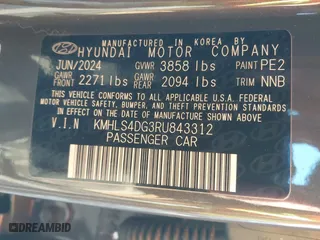 MANUFACTURED IN KOREA BY
HYUNDAI MOTOR COMPANY
JUN/2024 GVWR 3858 lbs PAINT PE2
GAWR FRONT 2271 lbs GAWR REAR 2094 lbs TRIM NNB
THIS VEHICLE CONFORMS TO ALL APPLICABLE
FEDERAL MOTOR VEHICLE SAFETY, BUMPER,
AND THEFT PREVENTION STANDARDS IN EFFECT
ON THE DATE OF MANUFACTURE SHOWN ABOVE.
V.I.N KMHLS4DG3RU843312
PASSENGER CAR
© DREAMBID LLC